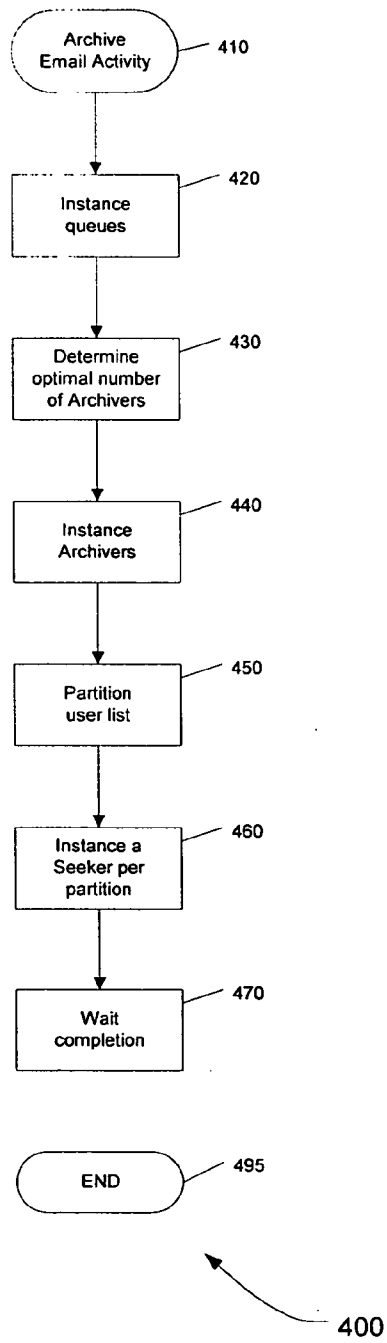 Archive
Email Activity
410
Instance
queues
420
Determine
optimal number
of Archivers
430
Instance
Archivers
440
Partition
user list
450
Instance a
Seeker per
partition
460
Wait
completion
470
END
495
400